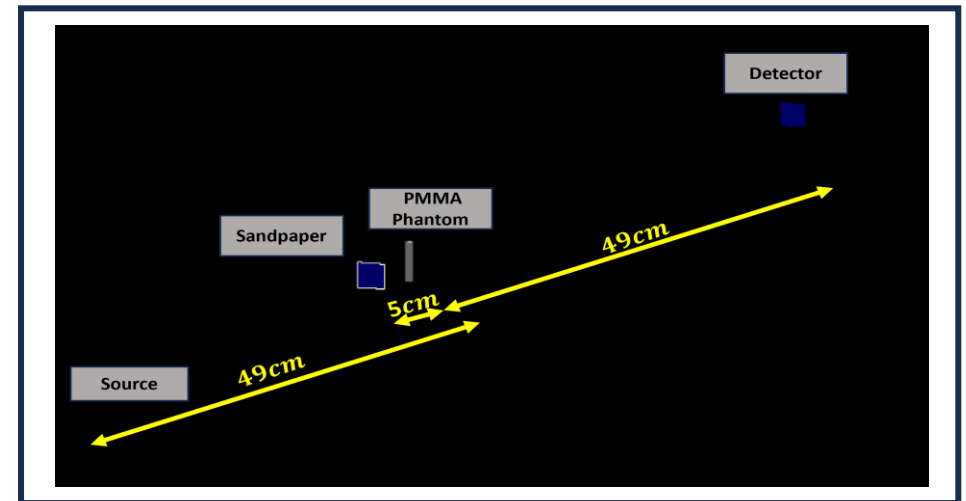 Detector
PMMA
Phantom
Sandpaper
49cm
5cm
49cm
Source